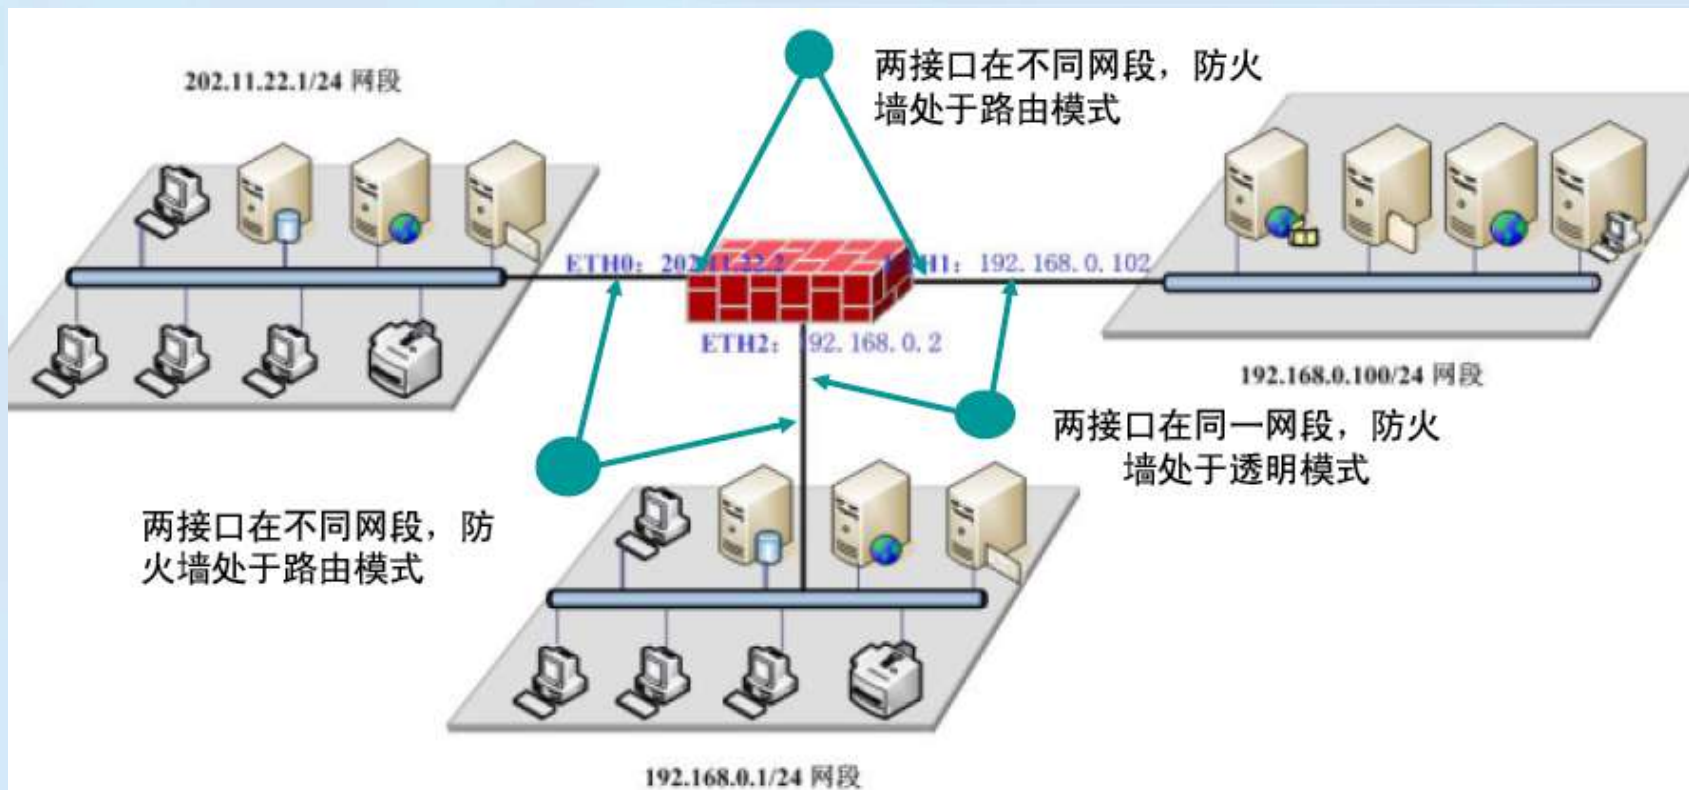 202.11.22.1/24 网段
两接口在不同网段，防火
墙处于路由模式
ETH0：202.11.22.2
ETH1：192.168.0.102
ETH2：192.168.0.2
192.168.0.100/24 网段
两接口在同一网段，防火
墙处于透明模式
两接口在不同网段，防
火墙处于路由模式
192.168.0.1/24 网段